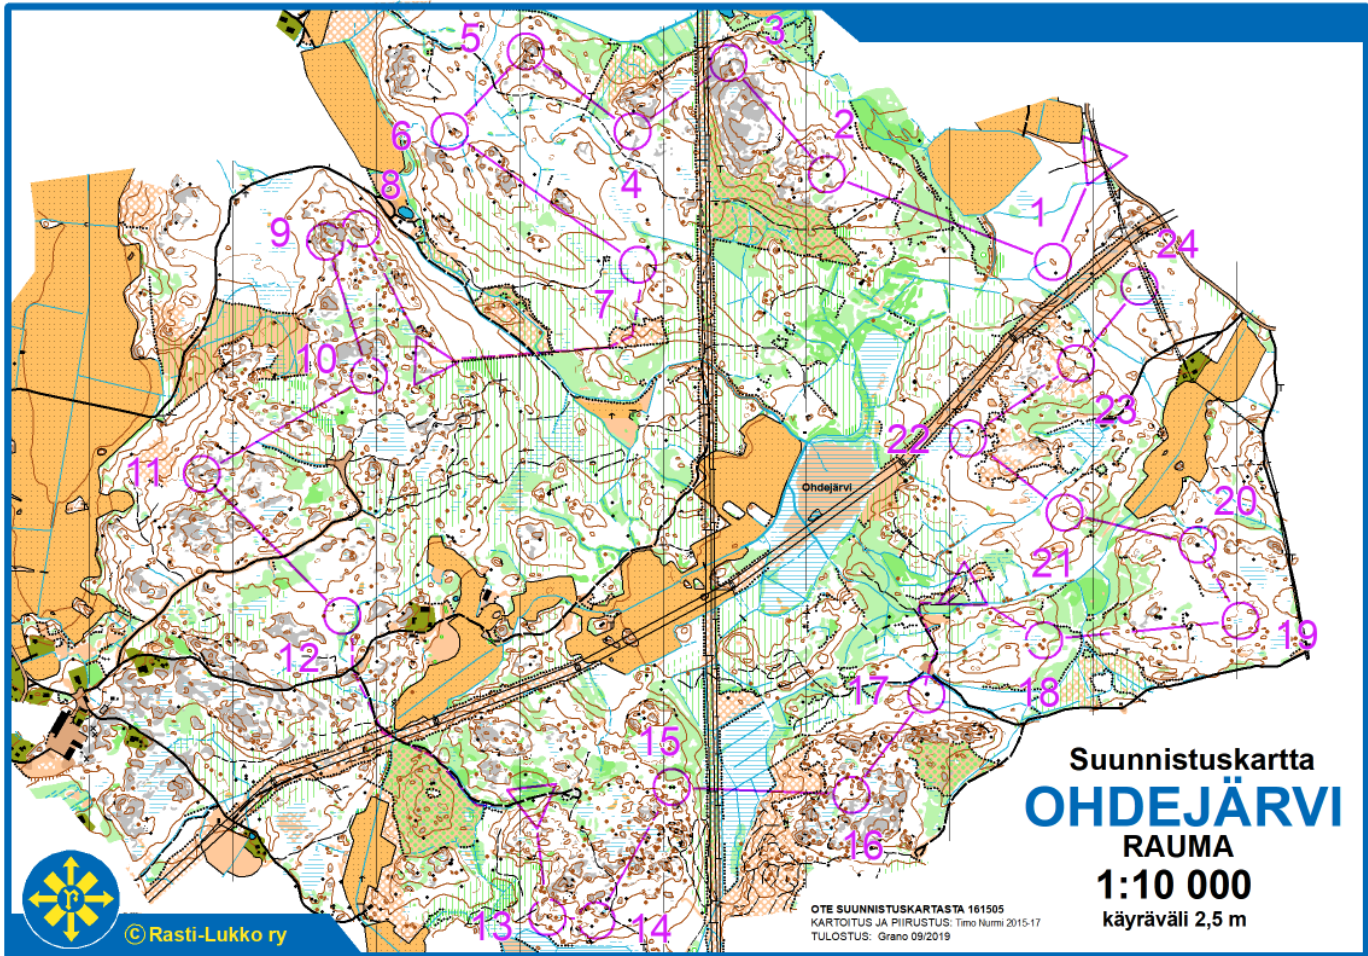 5
3
2
6
8
4
1
9
24
7
10
23
22
11
Ohdejärvi
20
21
12
19
17
18
15
16
13
14
Suunnistuskartta
OHDEJÄRVI
RAUMA
1:10 000
käyräväli 2,5 m
OTE SUUNNISTUSKARTASTA 161505
KARTOITUS JA PIIRUSTUS: Timo Nurmi 2015-17
TULOSTUS: Grano 09/2019
r
© Rasti-Lukko ry